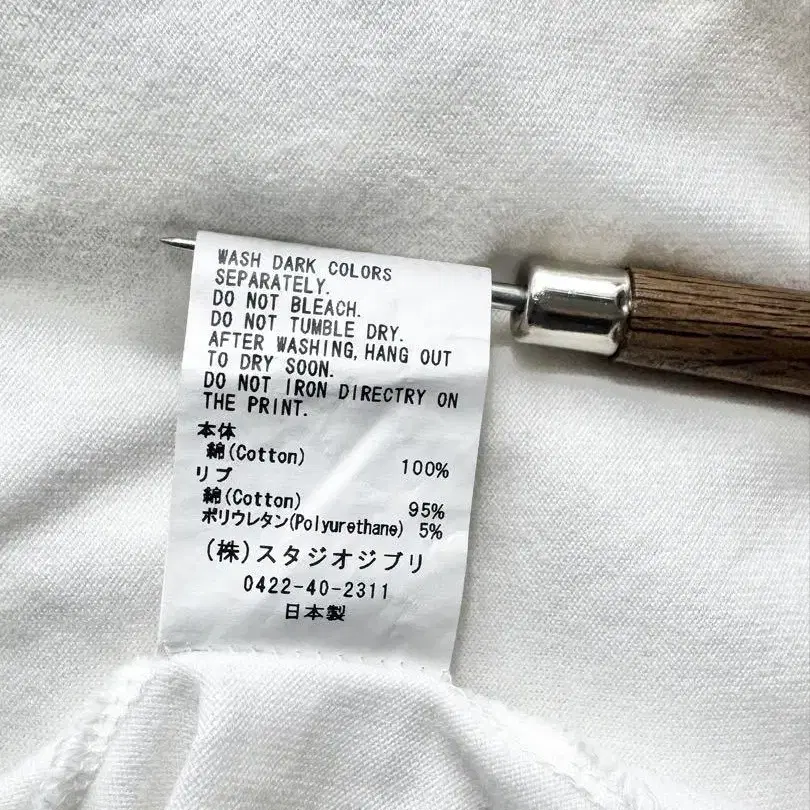 WASH DARK COLORS
SEPARATELY.
DO NOT BLEACH.
DO NOT TUMBLE DRY.
AFTER WASHING,HANG OUT
TO DRY SOON.
DO NOT IRON DIRECTRY ON
THE PRINT.
本体
綿(Cotton) 100%
リブ
綿(Cotton) 95%
ポリウレタン(Polyurethane) 5%
(株)スタジオジブリ
0422-40-2311
日本製